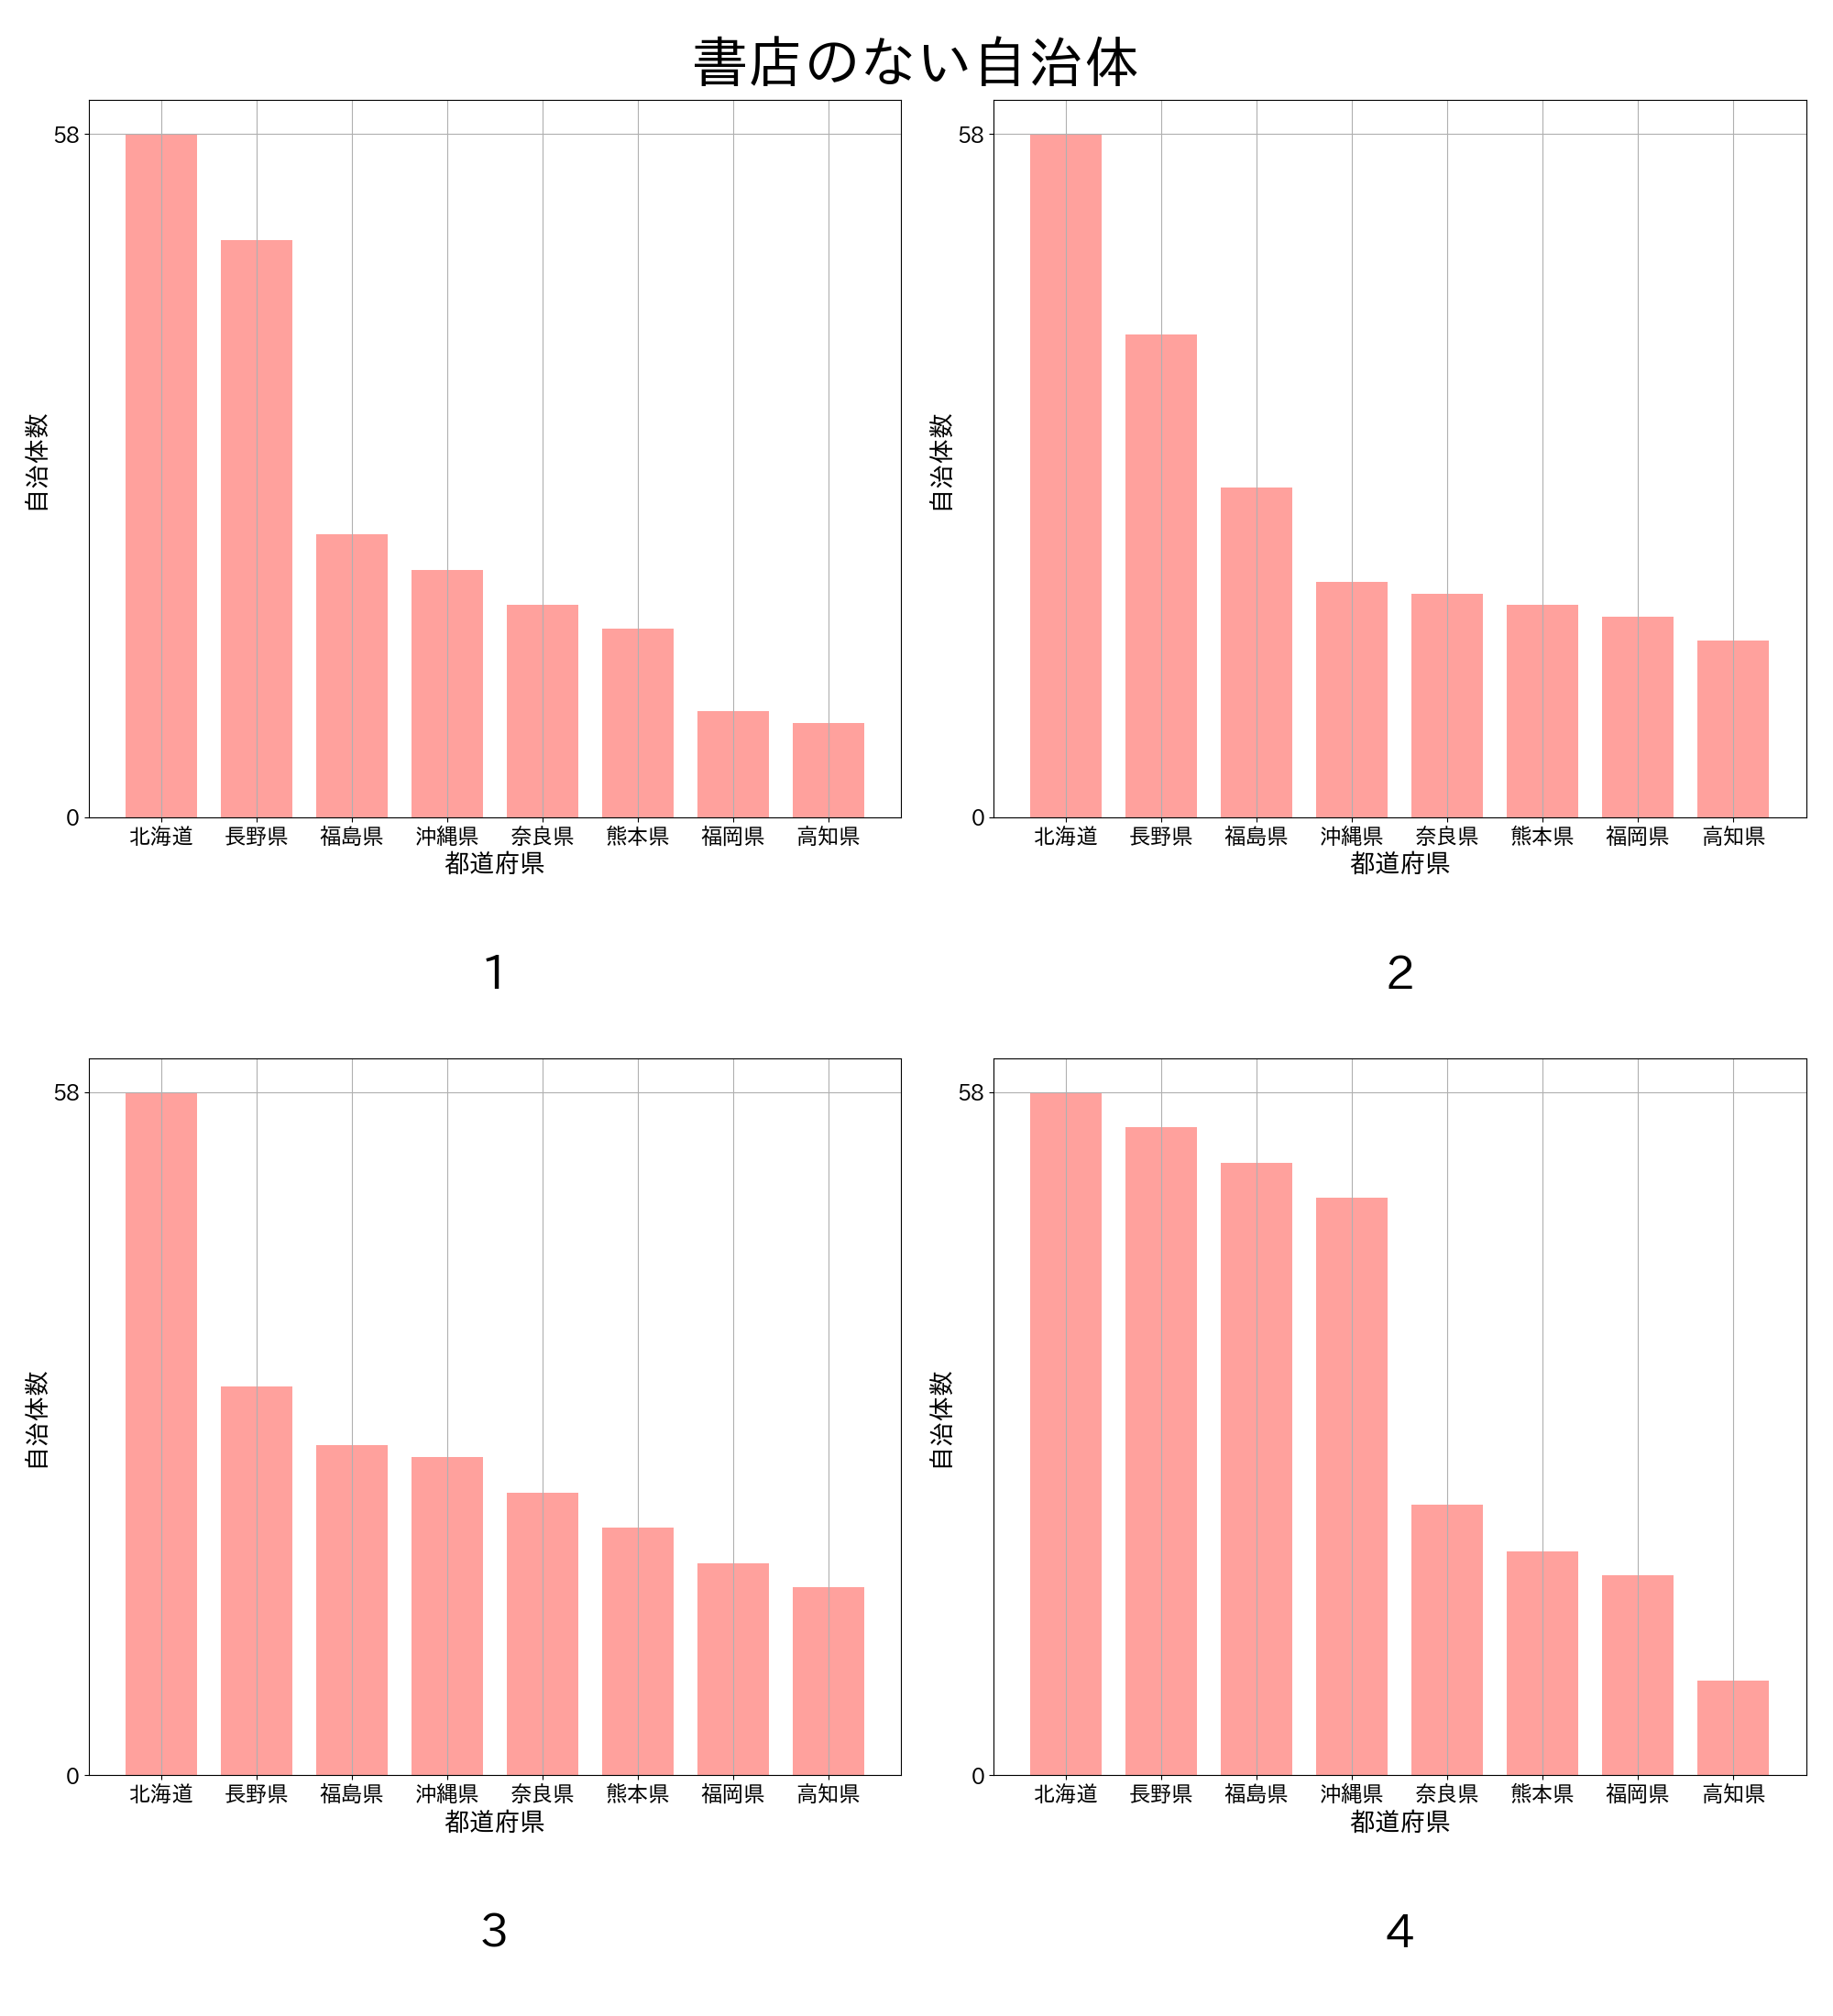 書店のない自治体
58
0
自治体数
北海道 長野県 福島県 沖縄県 奈良県 熊本県 福岡県 高知県
都道府県
1
58
0
自治体数
北海道 長野県 福島県 沖縄県 奈良県 熊本県 福岡県 高知県
都道府県
2
58
0
自治体数
北海道 長野県 福島県 沖縄県 奈良県 熊本県 福岡県 高知県
都道府県
3
58
0
自治体数
北海道 長野県 福島県 沖縄県 奈良県 熊本県 福岡県 高知県
都道府県
4